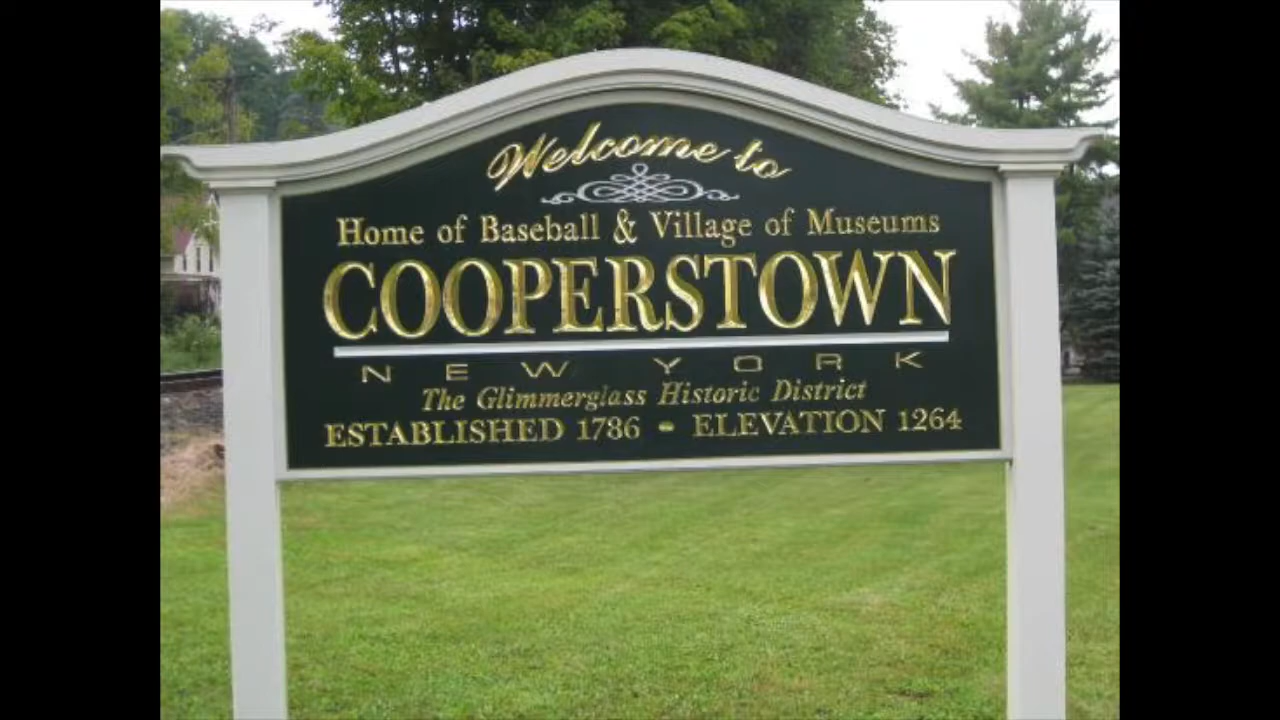 Welcome to
Home of Baseball & Village of Museums
COOPERSTOWN
NEW YORK
The Glimmerglass Historic District
ESTABLISHED 1786 - ELEVATION 1264